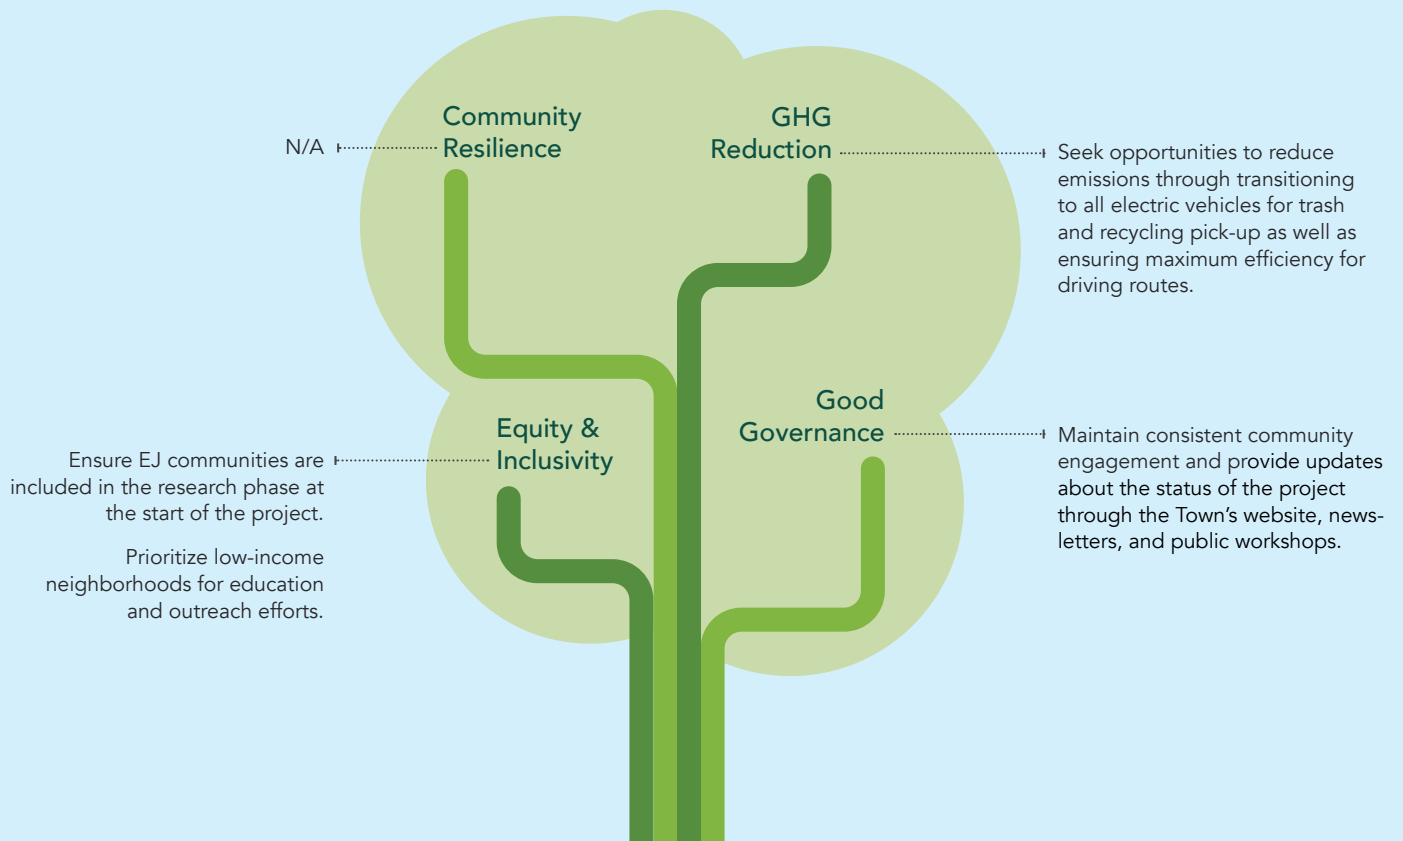 Community
Resilience
N/A
GHG
Reduction
Seek opportunities to reduce
emissions through transitioning
to all electric vehicles for trash
and recycling pick-up as well as
ensuring maximum efficiency for
driving routes.
Equity &
Inclusivity
Ensure EJ communities are
included in the research phase at
the start of the project.
Prioritize low-income
neighborhoods for education
and outreach efforts.
Good
Governance
Maintain consistent community
engagement and provide updates
about the status of the project
through the Town’s website, news-
letters, and public workshops.